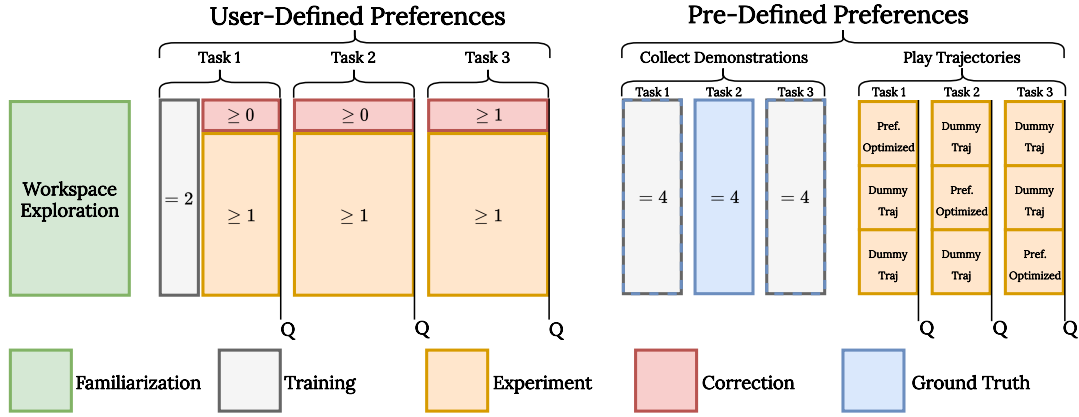 User-Defined Preferences
Pre-Defined Preferences
Task 1
Task 2
Task 3
Collect Demonstrations
Play Trajectories
Task 1
Task 2
Task 3
Task 1
Task 2
Task 3
Workspace
Exploration
= 2
≥ 0
≥ 0
≥ 1
≥ 1
≥ 1
≥ 1
= 4
= 4
= 4
Pref.
Optimized
Dummy
Traj
Dummy
Traj
Dummy
Traj
Pref.
Optimized
Dummy
Traj
Dummy
Traj
Dummy
Traj
Pref.
Optimized
Q
Q
Q
Q
Q
Q
Familiarization
Training
Experiment
Correction
Ground Truth